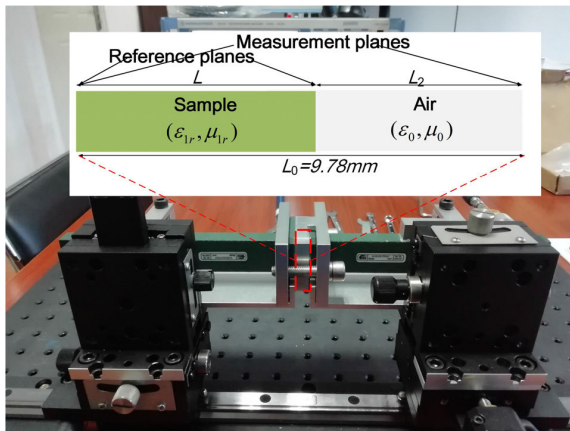 Measurement planes
Reference planes
L
L₂
Sample
Air
(ε₁ᵣ, μ₁ᵣ)
(ε₀, μ₀)
L₀=9.78mm